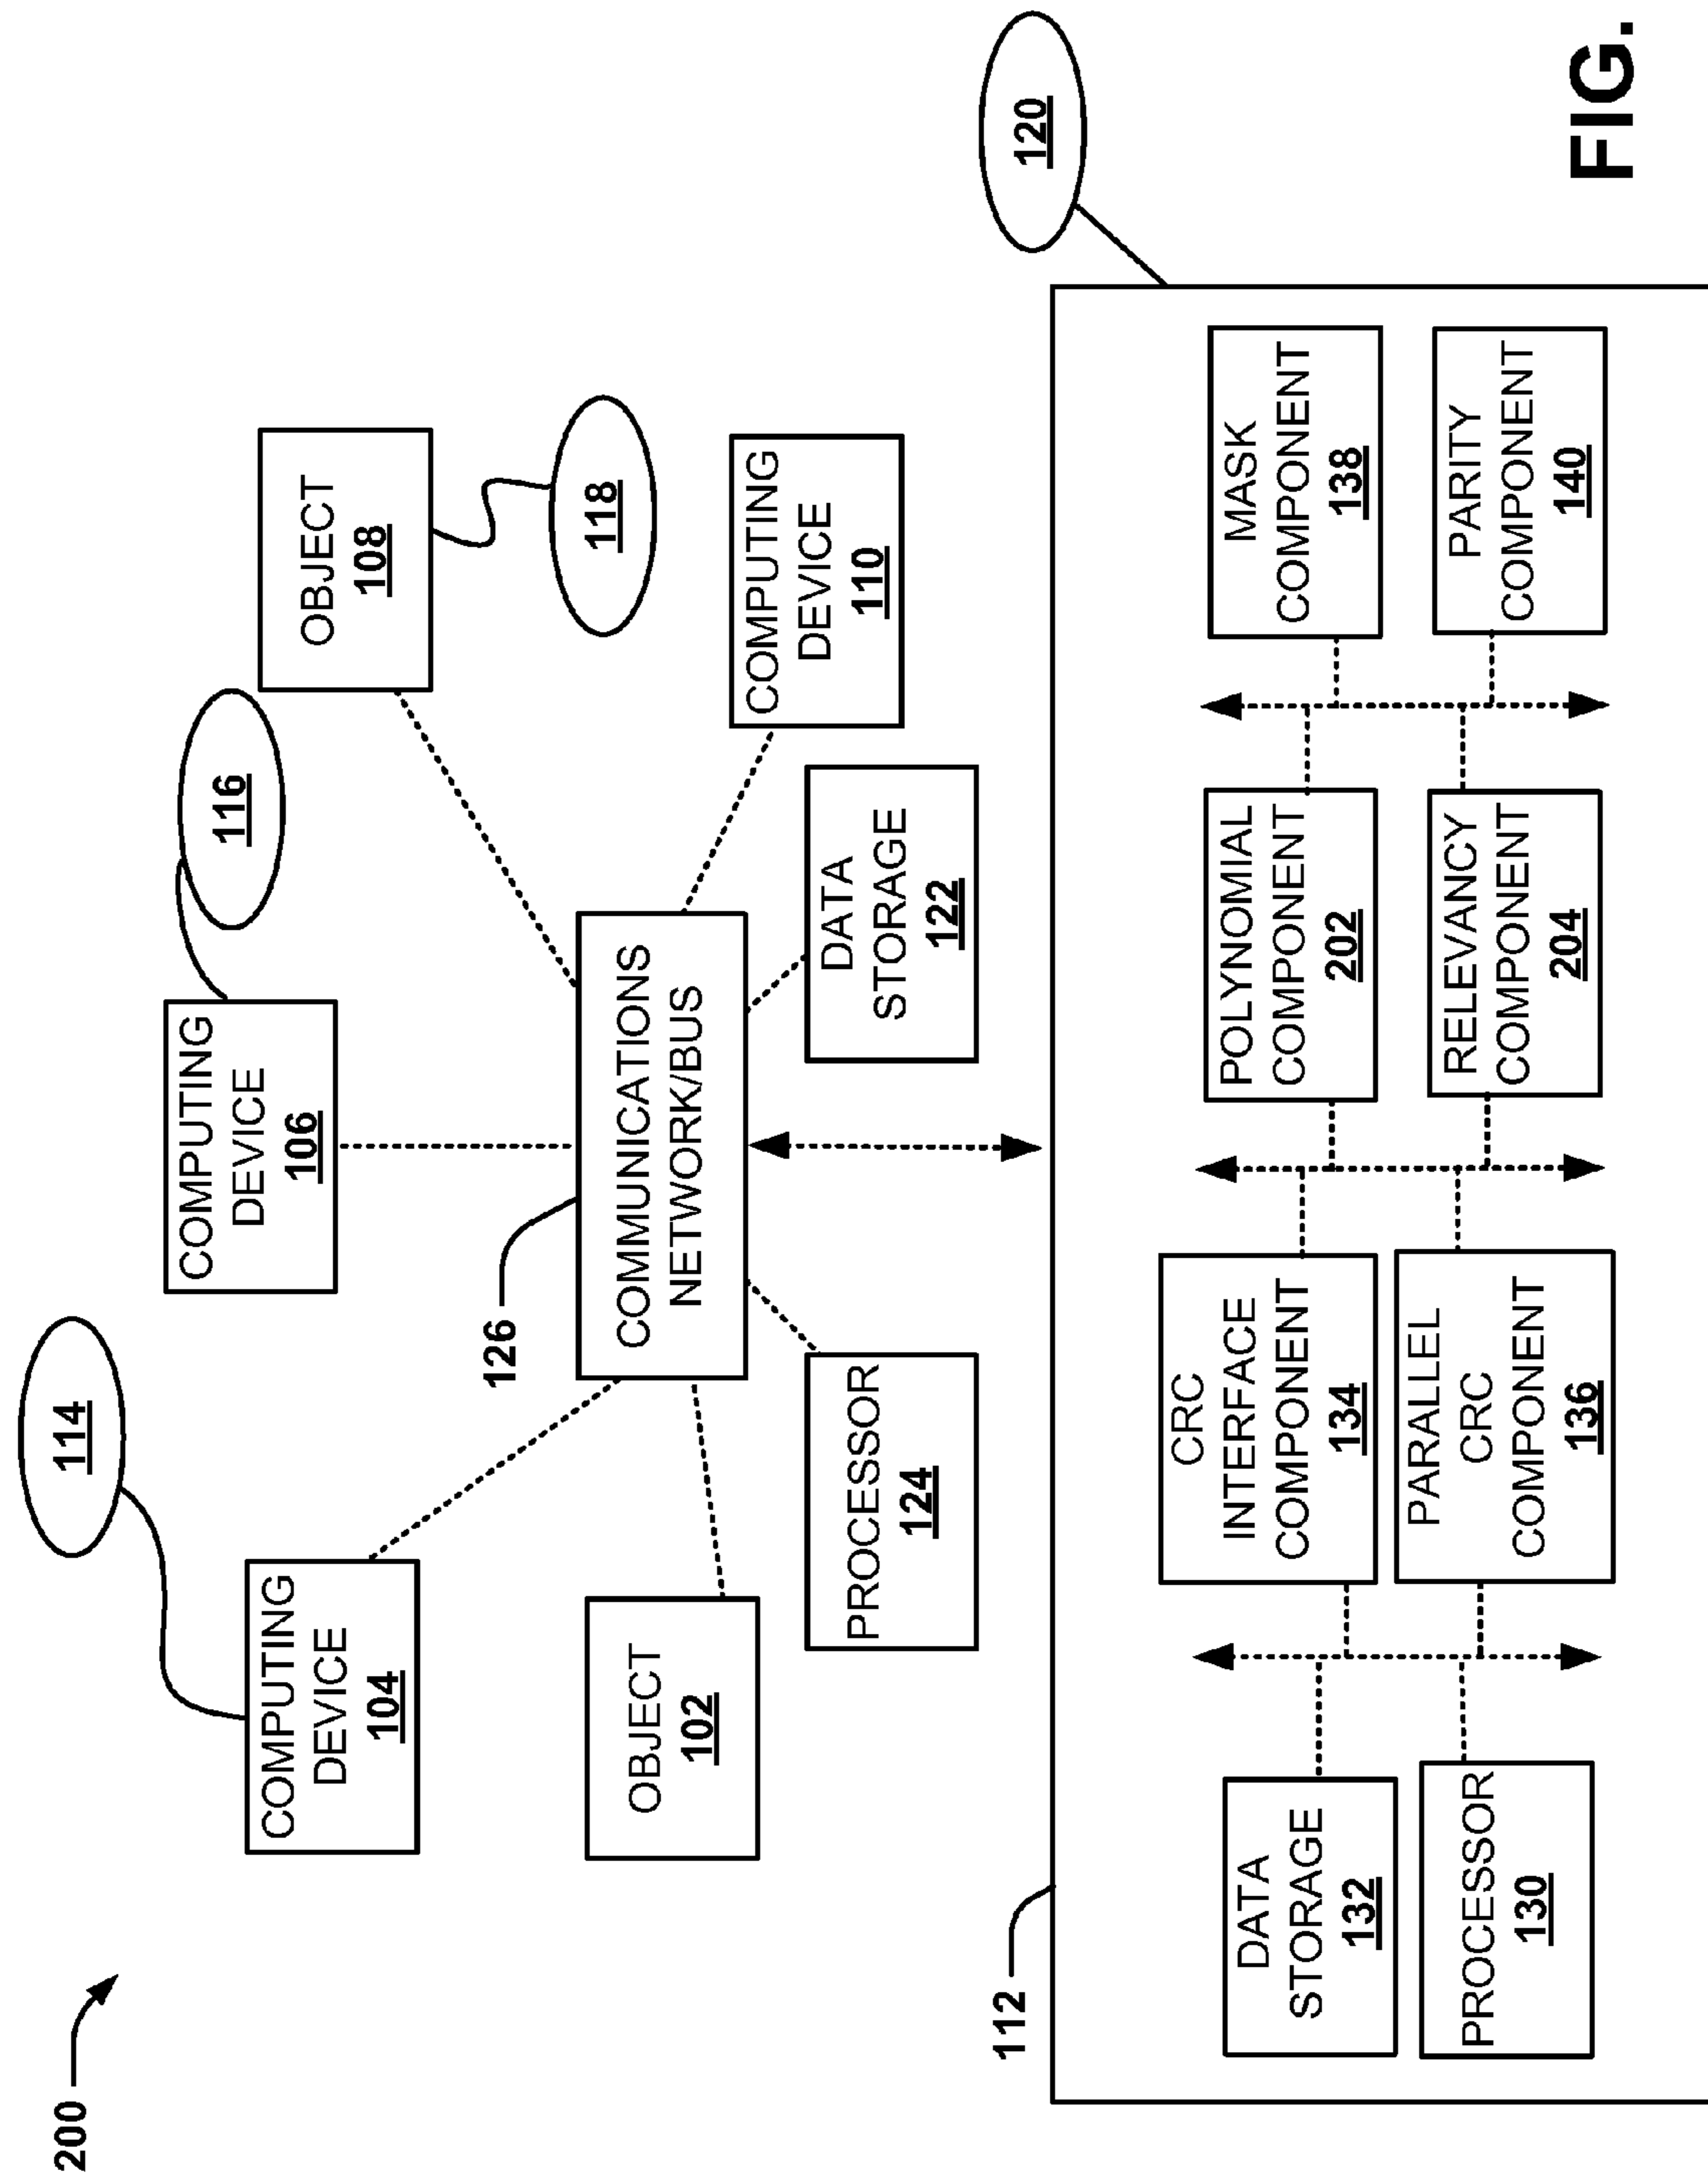 200
114
116
COMPUTING
DEVICE
104
COMPUTING
DEVICE
106
OBJECT
108
118
126
COMMUNICATIONS
NETWORK/BUS
OBJECT
102
COMPUTING
DEVICE
110
PROCESSOR
124
DATA
STORAGE
122
112
120
DATA
STORAGE
132
CRC
INTERFACE
COMPONENT
134
POLYNOMIAL
COMPONENT
202
MASK
COMPONENT
138
PROCESSOR
130
PARALLEL
CRC
COMPONENT
136
RELEVANCY
COMPONENT
204
PARITY
COMPONENT
140
FIG.